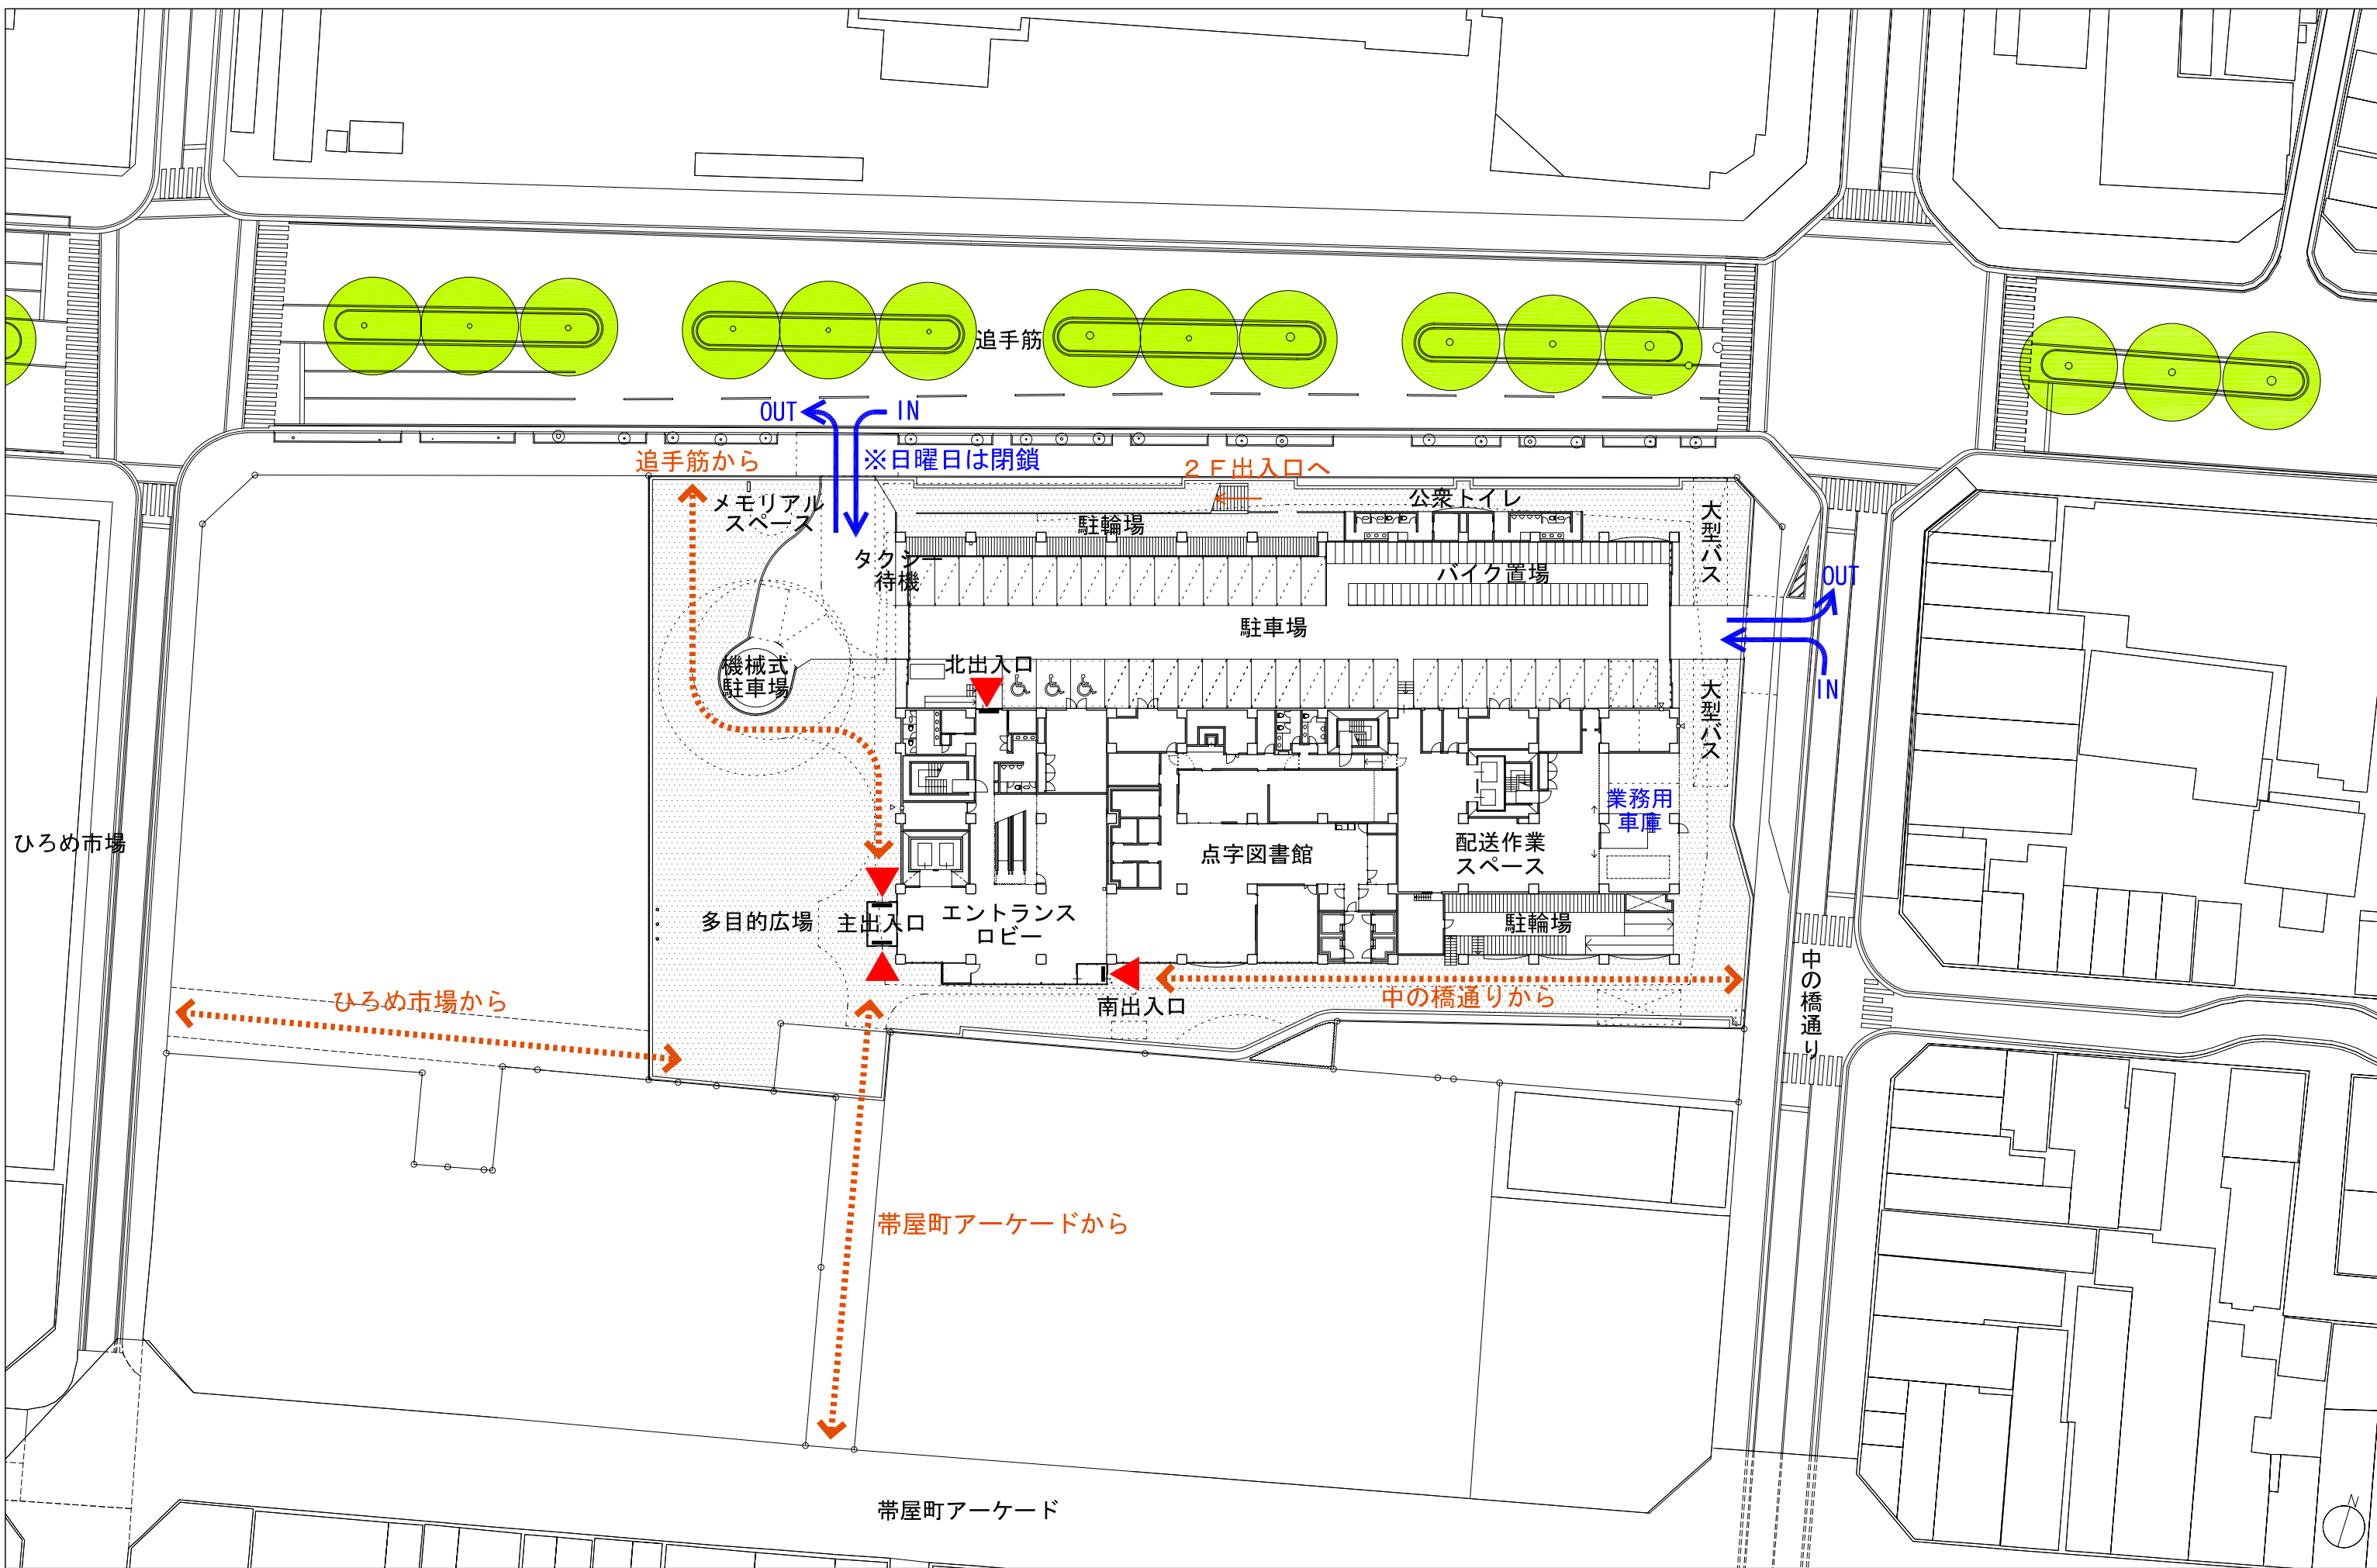 追手筋
OUT
IN
※日曜日は閉鎖
追手筋から
2F出入口へ
メモリアル
スペース
駐輪場
公衆トイレ
大型バス
タクシー
待機
バイク置場
OUT
駐車場
機械式
駐車場
北出入口
IN
大型バス
業務用
車庫
ひろめ市場
点字図書館
配送作業
スペース
多目的広場
主出入口
エントランス
ロビー
駐輪場
中の橋通り
ひろめ市場から
南出入口
中の橋通りから
帯屋町アーケードから
帯屋町アーケード
N